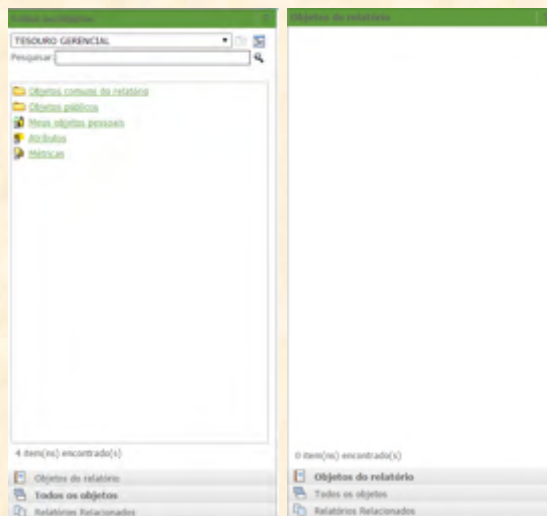 Todos os Objetos
TESOURO GERENCIAL
Pesquisar:
Objetos comuns do relatório
Objetos públicos
Meus objetos pessoais
Atributos
Métricas
4 item(ns) encontrado(s)
Objetos do relatório
Todos os objetos
Relatórios Relacionados
Objetos do relatório
0 item(ns) encontrado(s)
Objetos do relatório
Todos os objetos
Relatórios Relacionados